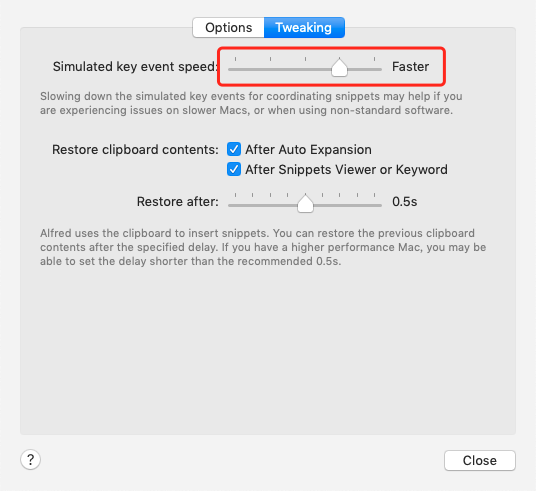 Options Tweaking
Simulated key event speed: Faster
Slowing down the simulated key events for coordinating snippets may help if you
are experiencing issues on slower Macs, or when using non-standard software.
Restore clipboard contents: After Auto Expansion
After Snippets Viewer or Keyword
Restore after: 0.5s
Alfred uses the clipboard to insert snippets. You can restore the previous clipboard
contents after the specified delay. If you have a higher performance Mac, you may be
able to set the delay shorter than the recommended 0.5s.
? Close